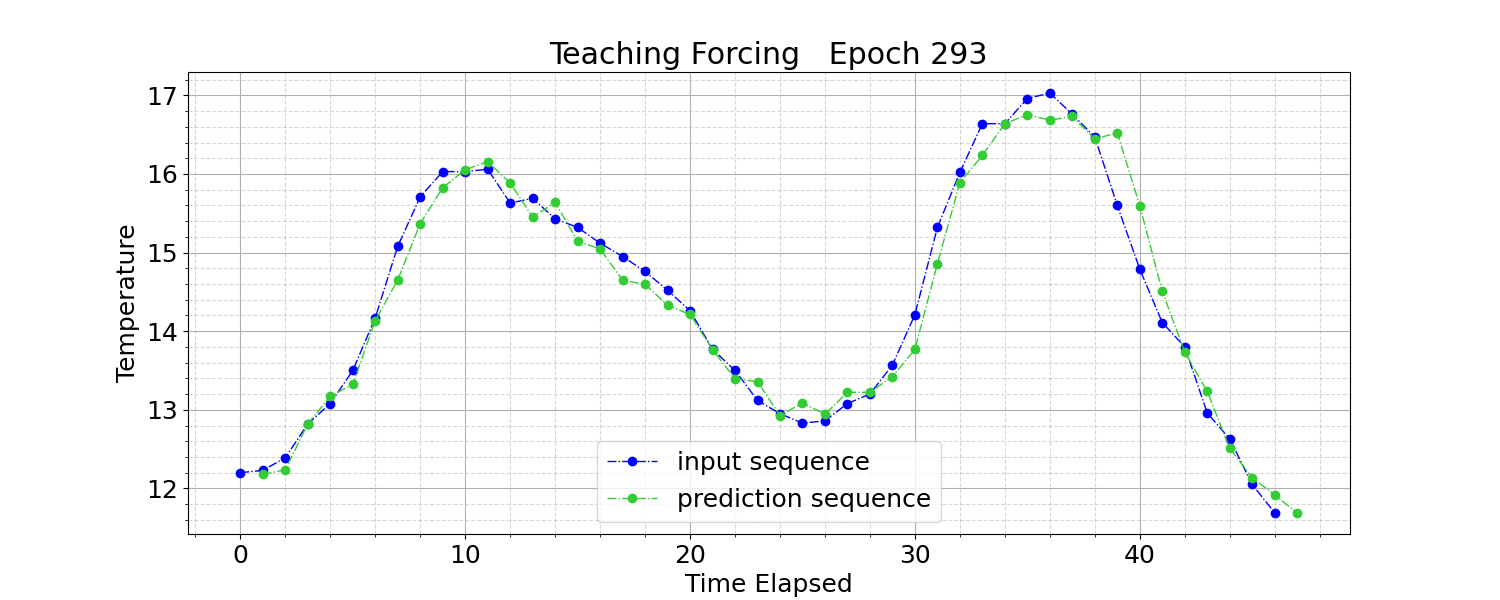 Teaching Forcing   Epoch 293
17
16
15
14
13
12
Temperature
input sequence
prediction sequence
0 10 20 30 40
Time Elapsed